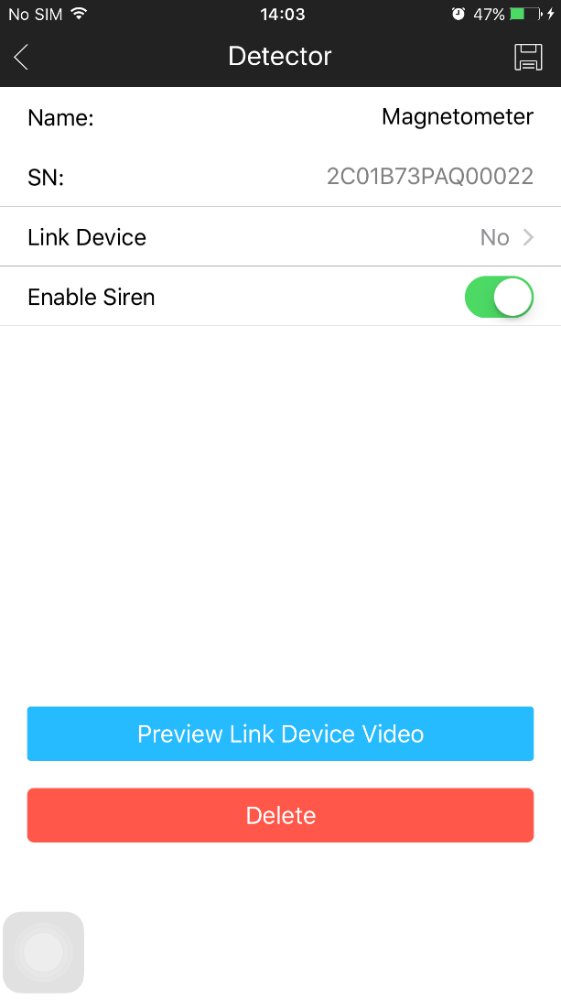 No SIM 14:03 47%
Detector
Name: Magnetometer
SN: 2C01B73PAQ00022
Link Device No
Enable Siren
Preview Link Device Video
Delete